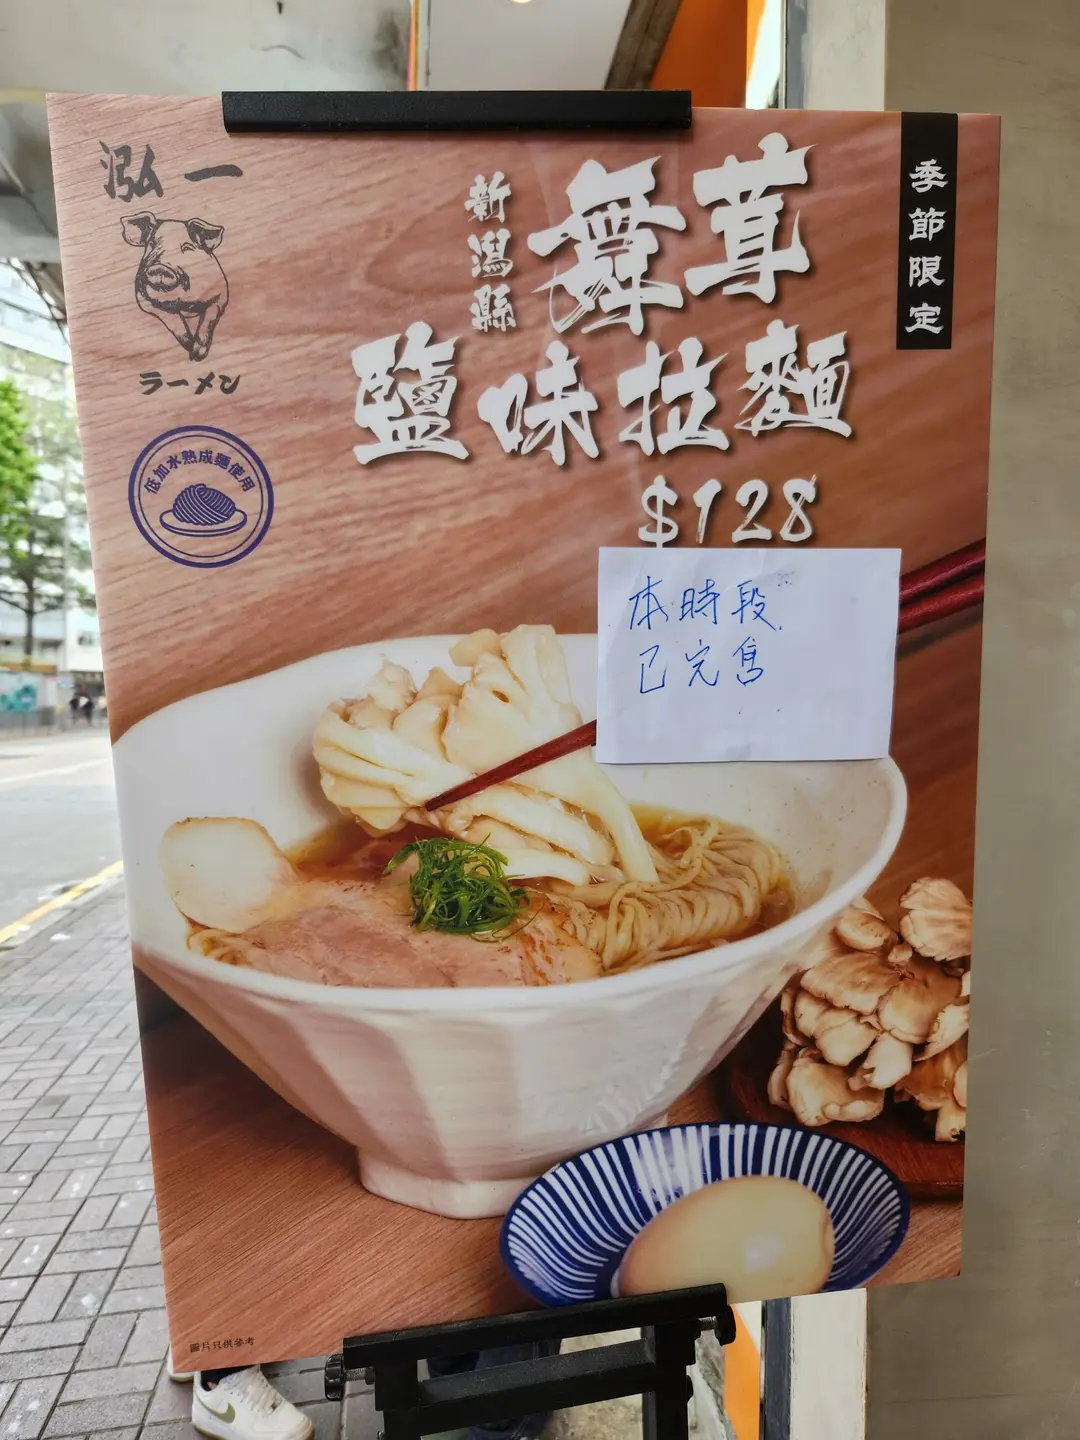 泓一
ラーメン
低加水熟成麵使用
新潟縣
舞茸
鹽味拉麵
$128
季節限定
本時段
已完售
圖片只供參考